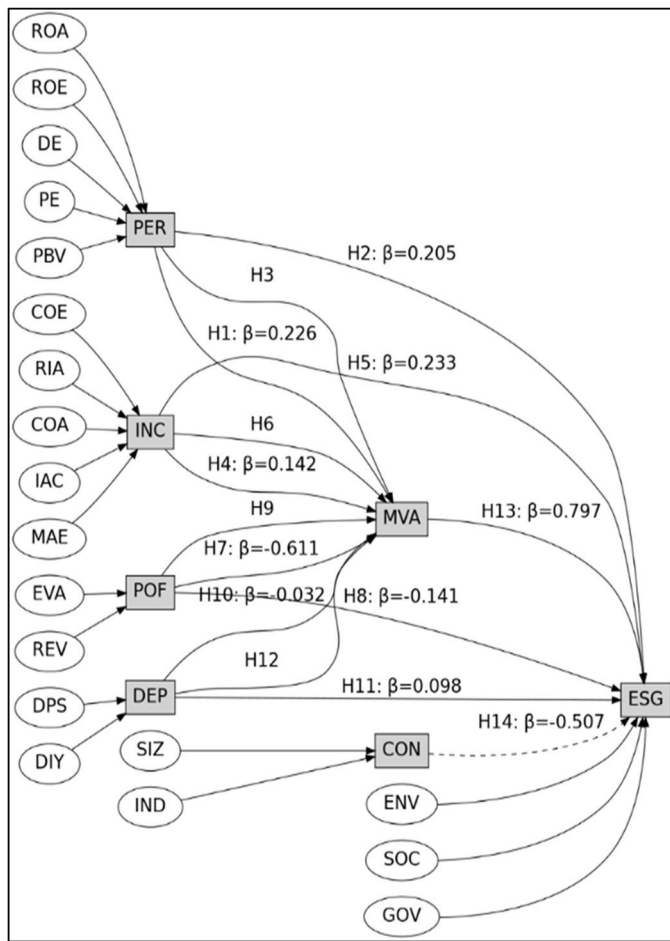 ROA
ROE
DE
PE
PER
PBV
H2: β=0.205
H3
COE
H1: β=0.226
RIA
H5: β=0.233
COA
INC
H6
IAC
H4: β=0.142
MAE
H9
MVA
H13: β=0.797
H7: β=-0.611
EVA
POF
H10: β=-0.032
H8: β=-0.141
REV
H12
DPS
DEP
H11: β=0.098
ESG
DIY
SIZ
CON
H14: β=-0.507
IND
ENV
SOC
GOV